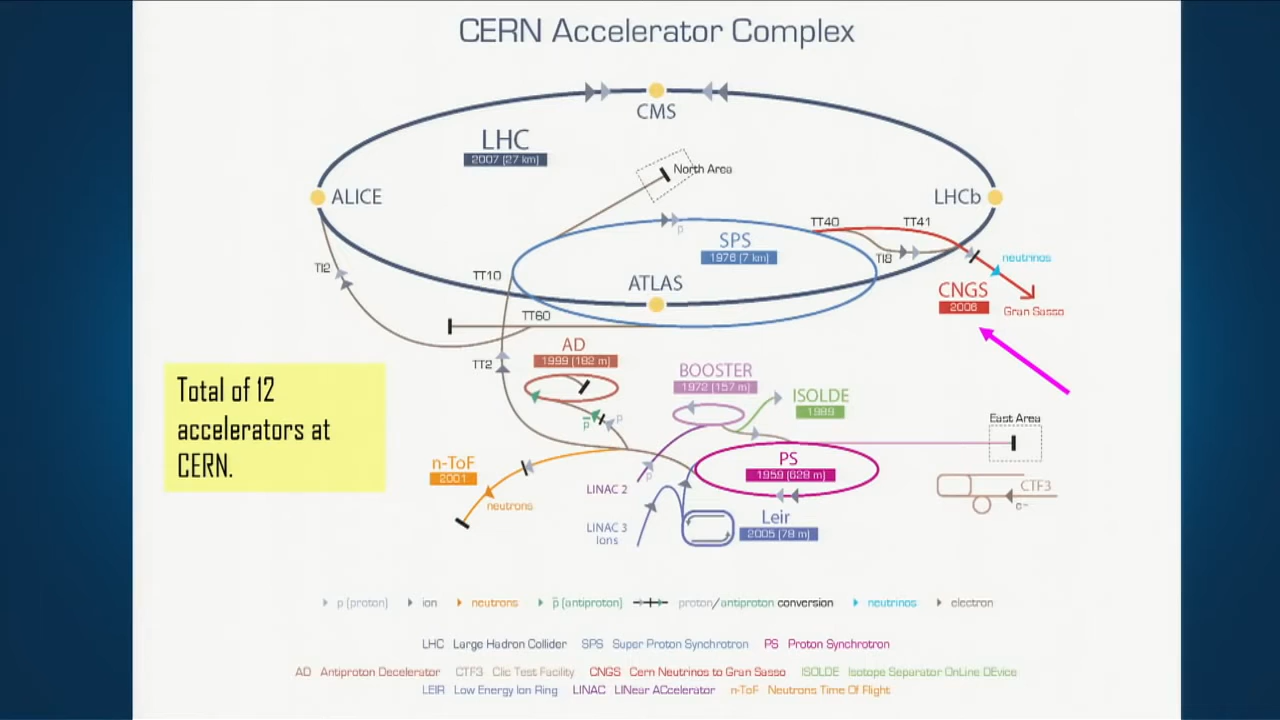 CERN Accelerator Complex
CMS
LHC
2007 (27 km)
North Area
ALICE
LHCb
TT40
TT41
p
SPS
1976 (7 km)
TI8
neutrinos
TI2
TT10
ATLAS
CNGS
2006
Gran Sasso
TT60
AD
1999 (182 m)
TT2
BOOSTER
1972 (157 m)
ISOLDE
1989
Total of 12
accelerators at
CERN.
p̄
p
East Area
n-ToF
2001
PS
1959 (628 m)
p
LINAC 2
neutrons
CTF3
e-
LINAC 3
Ions
Leir
2005 (78 m)
p (proton) ion neutrons p̄ (antiproton) proton/antiproton conversion neutrinos electron
LHC Large Hadron Collider SPS Super Proton Synchrotron PS Proton Synchrotron
AD Antiproton Decelerator CTF3 Clic Test Facility CNGS Cern Neutrinos to Gran Sasso ISOLDE Isotope Separator OnLine DEvice
LEIR Low Energy Ion Ring LINAC LINear ACcelerator n-ToF Neutrons Time Of Flight